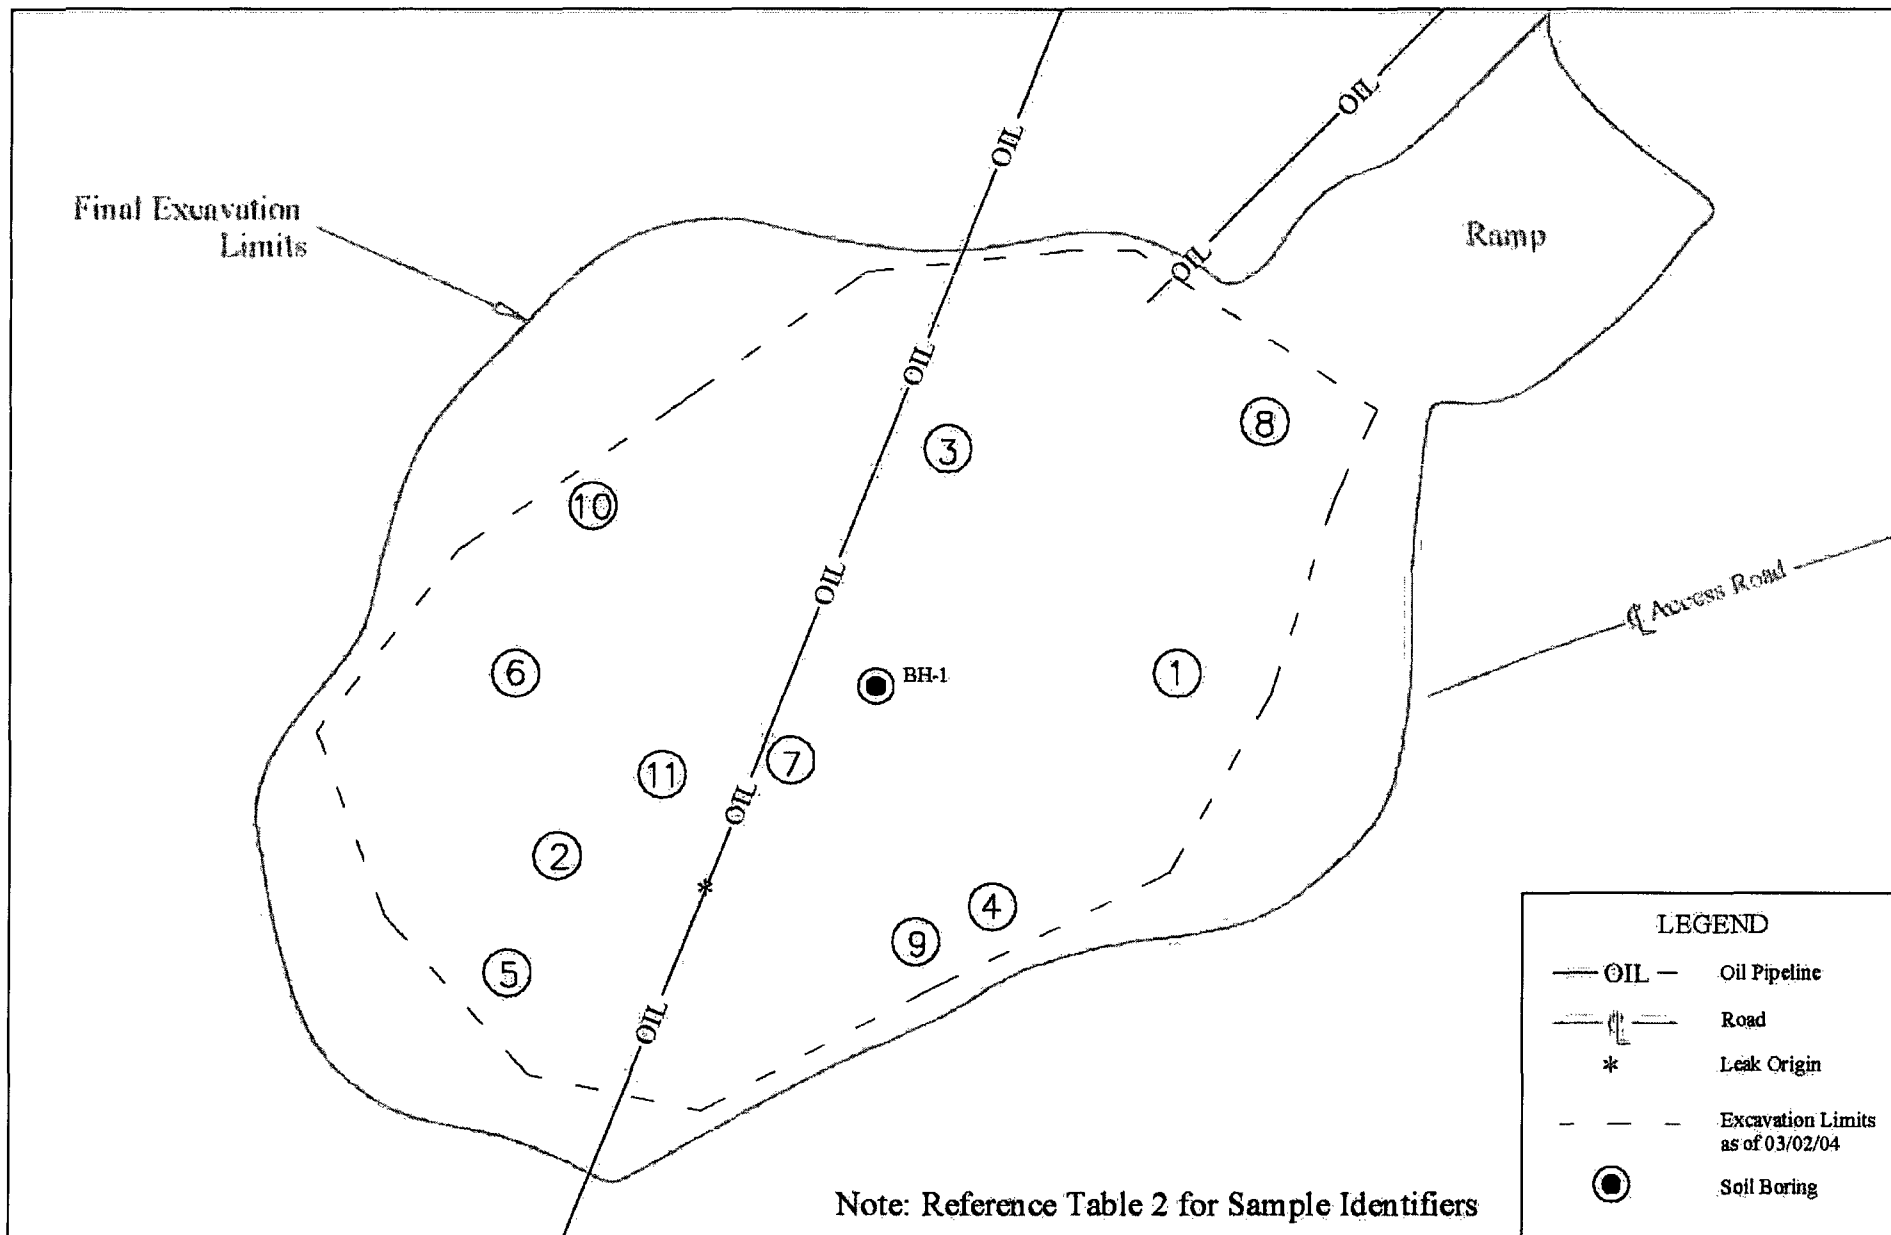 OIL
OIL
Final Excavation
Limits
Ramp
OIL
OIL
8
3
10
OIL
℄ Access Road
6
BH-1
1
7
11
OIL
2
4
9
5
OIL
LEGEND
OIL Oil Pipeline
℄ Road
* Leak Origin
Excavation Limits
as of 03/02/04
Soil Boring
Note: Reference Table 2 for Sample Identifiers